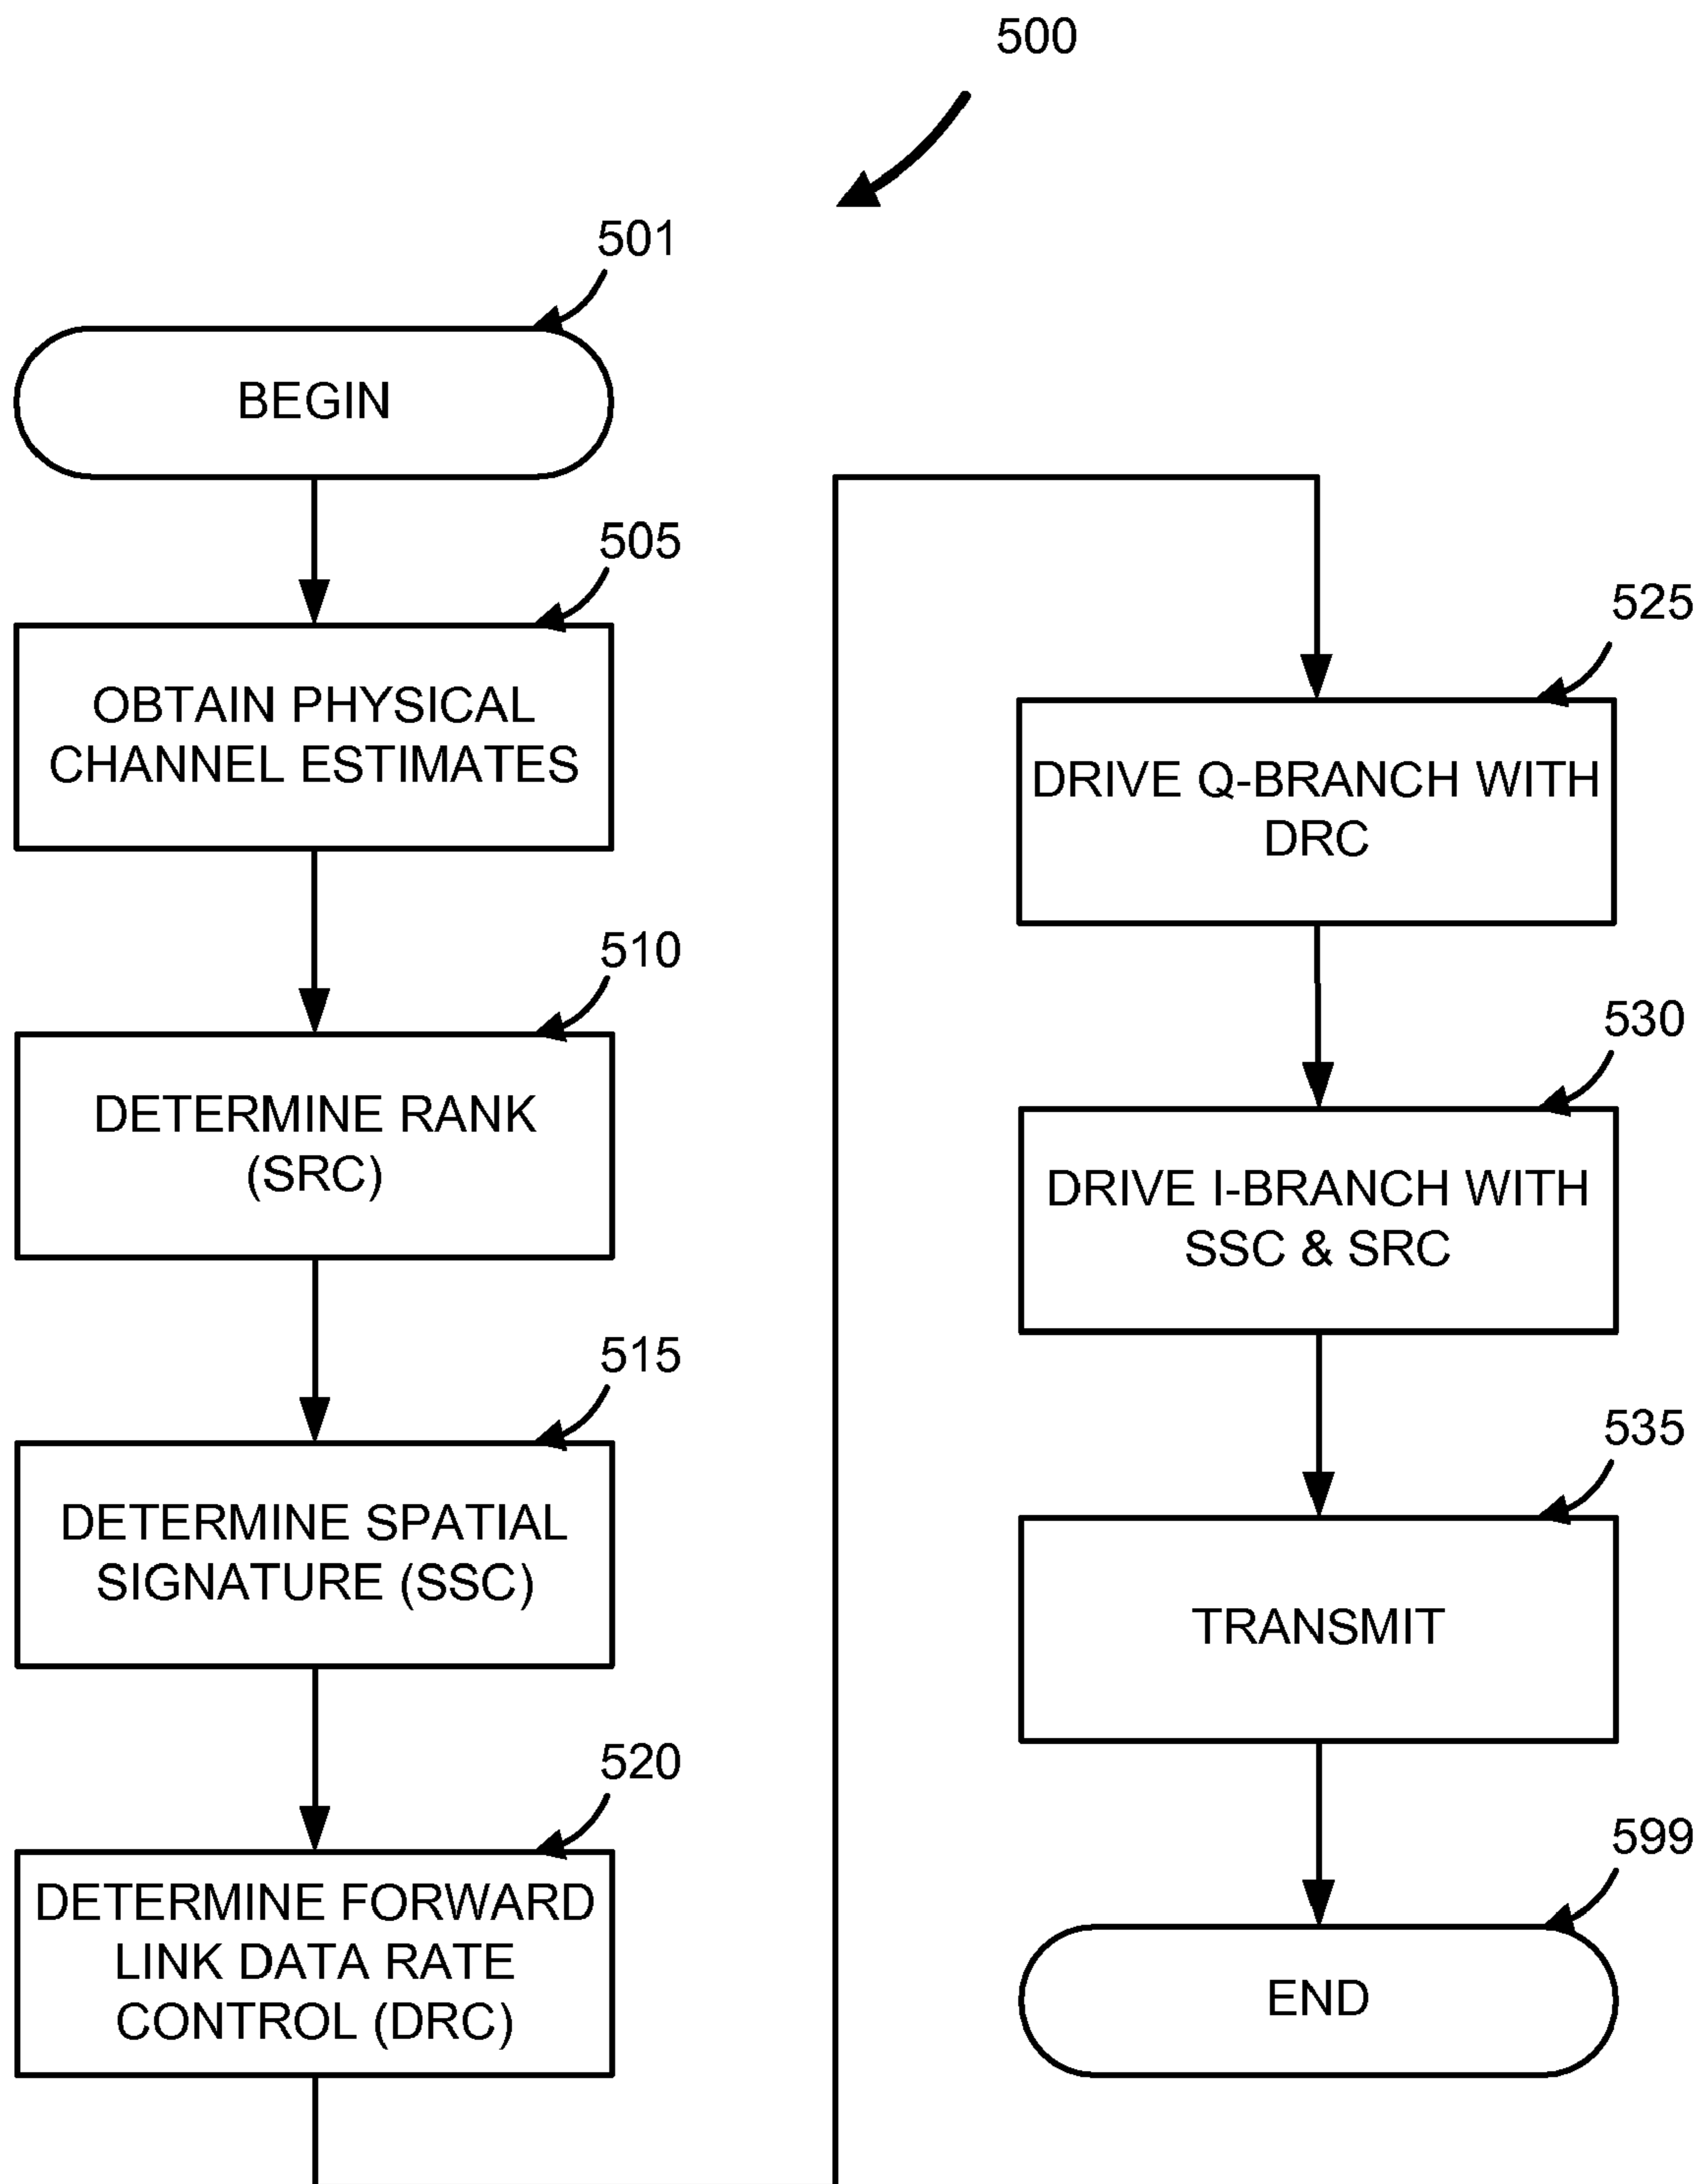 500
501
BEGIN
505
OBTAIN PHYSICAL
CHANNEL ESTIMATES
510
DETERMINE RANK
(SRC)
515
DETERMINE SPATIAL
SIGNATURE (SSC)
520
DETERMINE FORWARD
LINK DATA RATE
CONTROL (DRC)
525
DRIVE Q-BRANCH WITH
DRC
530
DRIVE I-BRANCH WITH
SSC & SRC
535
TRANSMIT
599
END